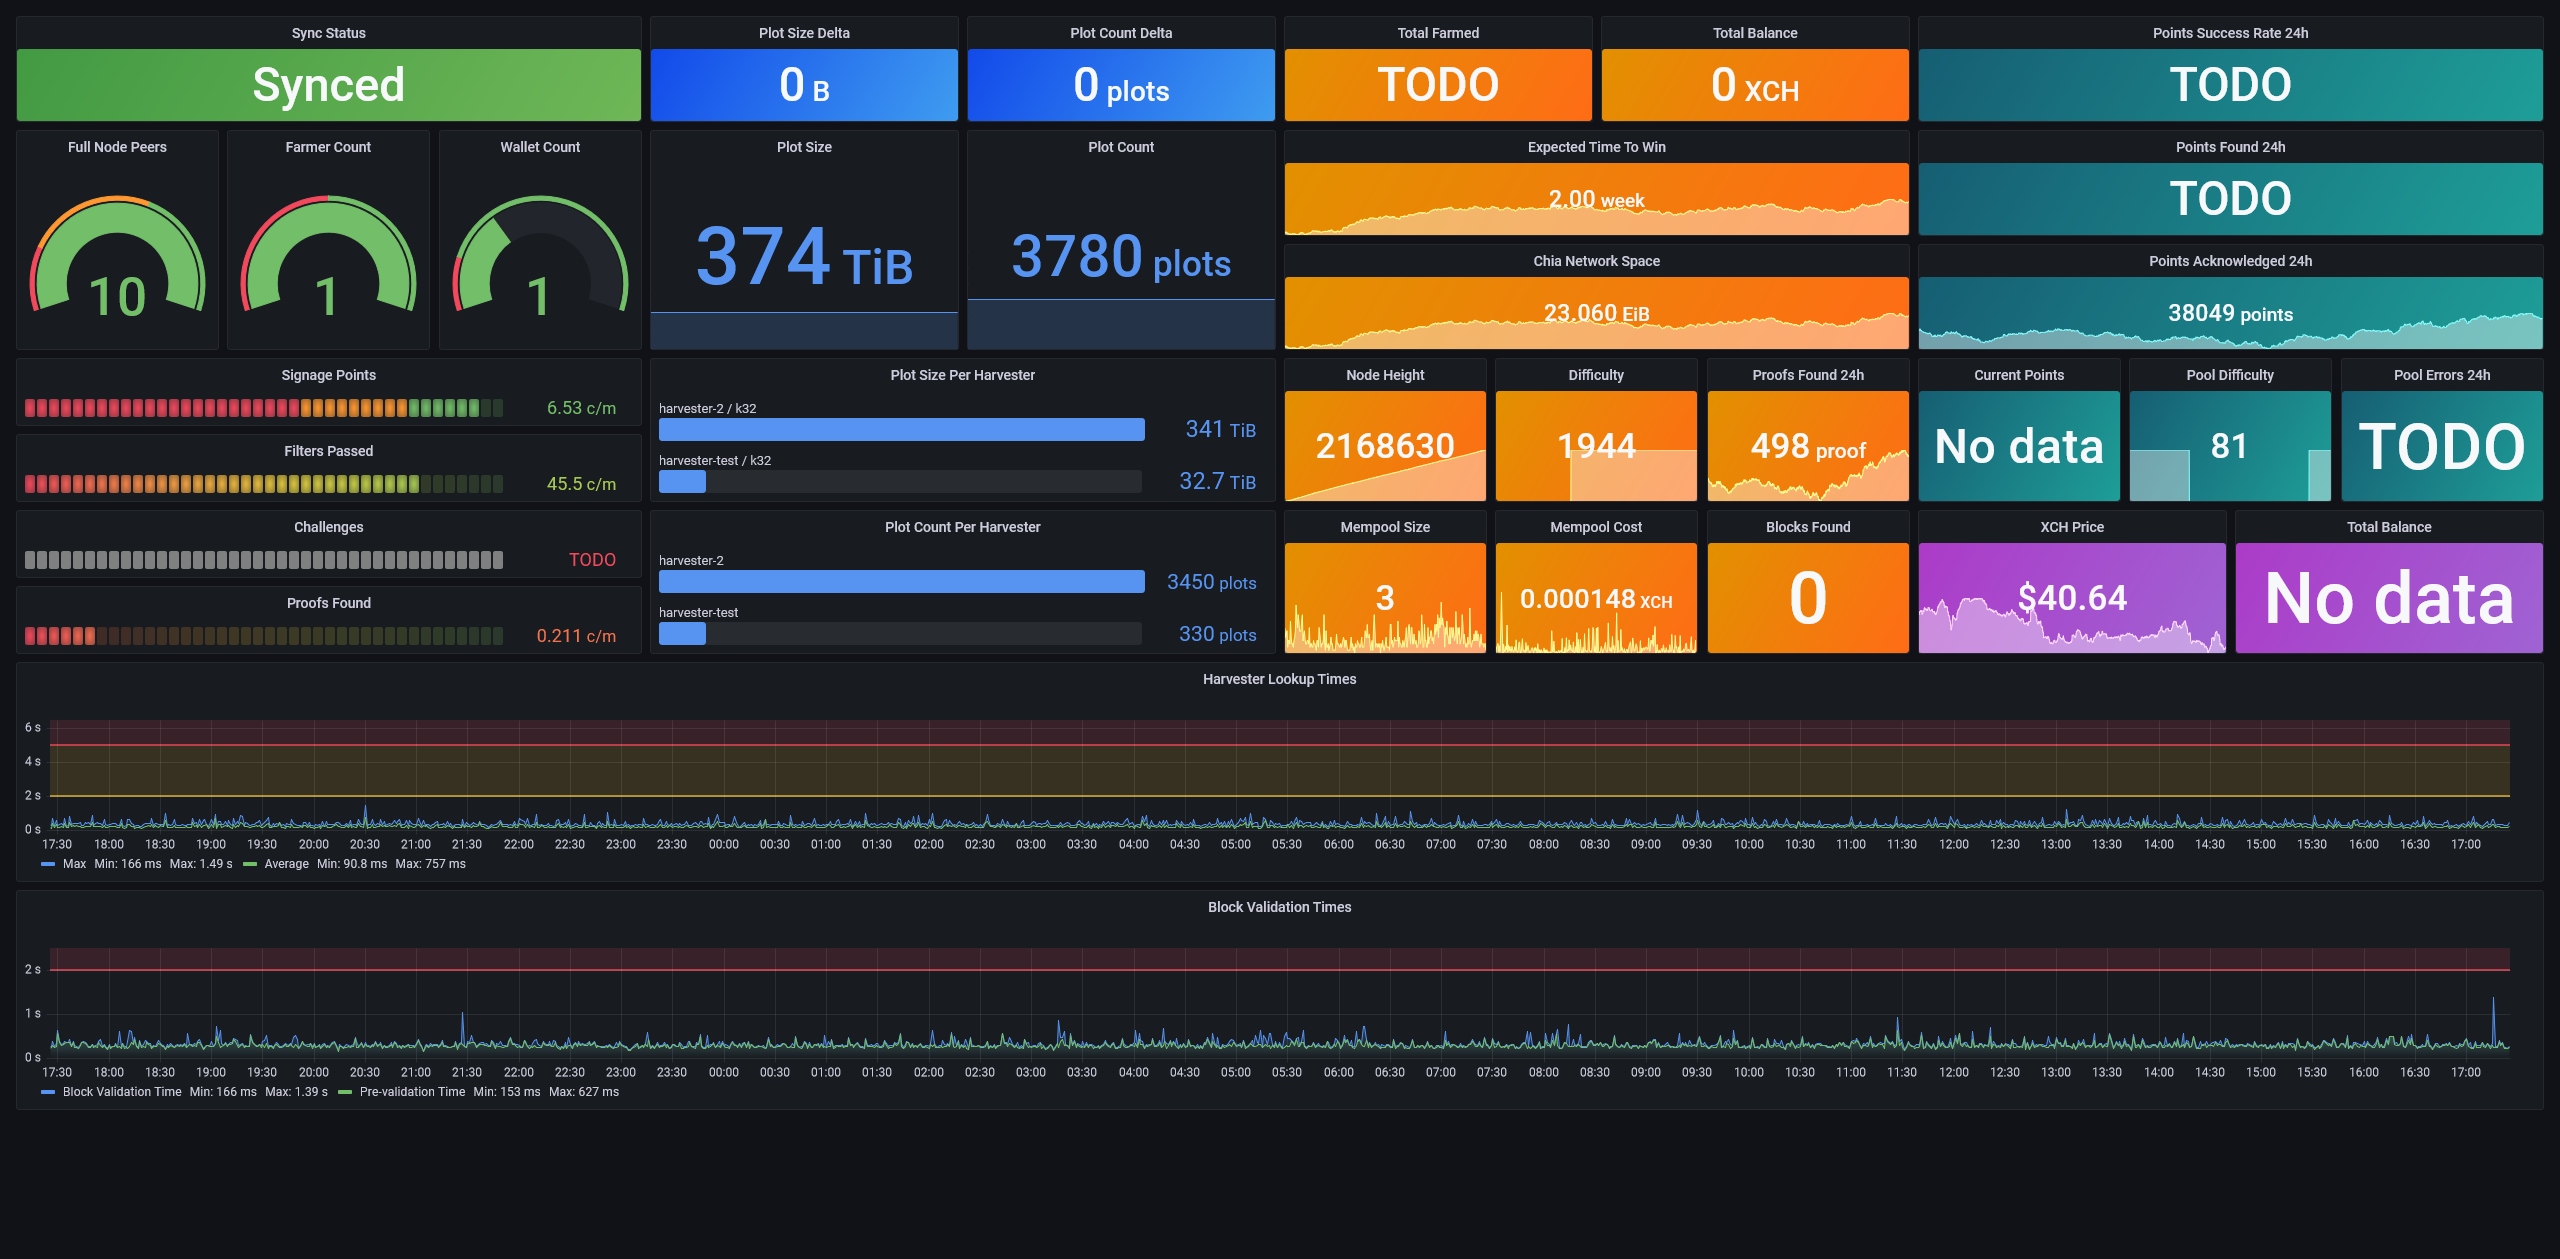 Sync Status
Synced
Plot Size Delta
0 B
Plot Count Delta
0 plots
Total Farmed
TODO
Total Balance
0 XCH
Points Success Rate 24h
TODO
Full Node Peers
10
Farmer Count
1
Wallet Count
1
Plot Size
374 TiB
Plot Count
3780 plots
Expected Time To Win
2.00 week
Points Found 24h
TODO
Chia Network Space
23.060 EiB
Points Acknowledged 24h
38049 points
Signage Points
6.53 c/m
Filters Passed
45.5 c/m
Plot Size Per Harvester
harvester-2 / k32
341 TiB
harvester-test / k32
32.7 TiB
Node Height
2168630
Difficulty
1944
Proofs Found 24h
498 proof
Current Points
No data
Pool Difficulty
81
Pool Errors 24h
TODO
Challenges
TODO
Proofs Found
0.211 c/m
Plot Count Per Harvester
harvester-2
3450 plots
harvester-test
330 plots
Mempool Size
3
Mempool Cost
0.000148 XCH
Blocks Found
0
XCH Price
$40.64
Total Balance
No data
Harvester Lookup Times
6 s
4 s
2 s
0 s
17:30 18:00 18:30 19:00 19:30 20:00 20:30 21:00 21:30 22:00 22:30 23:00 23:30 00:00 00:30 01:00 01:30 02:00 02:30 03:00 03:30 04:00 04:30 05:00 05:30 06:00 06:30 07:00 07:30 08:00 08:30 09:00 09:30 10:00 10:30 11:00 11:30 12:00 12:30 13:00 13:30 14:00 14:30 15:00 15:30 16:00 16:30 17:00
Max Min: 166 ms Max: 1.49 s Average Min: 90.8 ms Max: 757 ms
Block Validation Times
2 s
1 s
0 s
17:30 18:00 18:30 19:00 19:30 20:00 20:30 21:00 21:30 22:00 22:30 23:00 23:30 00:00 00:30 01:00 01:30 02:00 02:30 03:00 03:30 04:00 04:30 05:00 05:30 06:00 06:30 07:00 07:30 08:00 08:30 09:00 09:30 10:00 10:30 11:00 11:30 12:00 12:30 13:00 13:30 14:00 14:30 15:00 15:30 16:00 16:30 17:00
Block Validation Time Min: 166 ms Max: 1.39 s Pre-validation Time Min: 153 ms Max: 627 ms